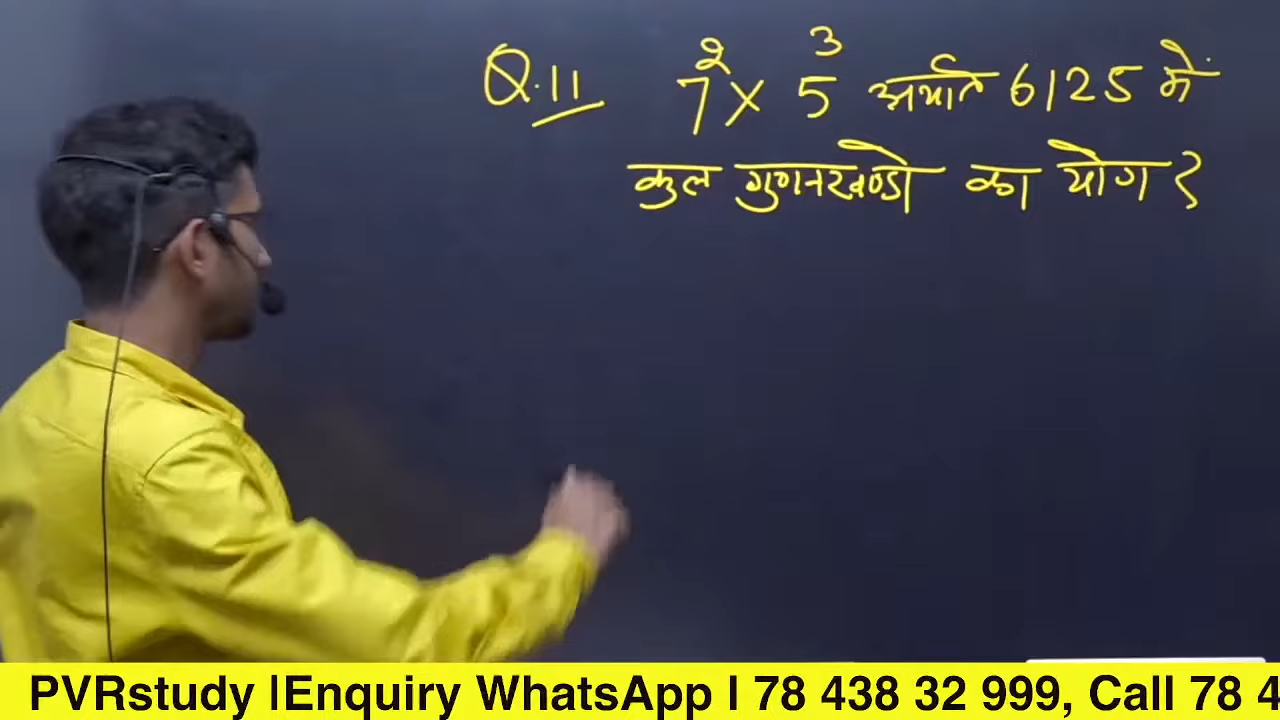 Q.11 7² × 5³ अर्थात 6125 में
कुल गुणनखण्डो का योग ?
PVRstudy |Enquiry WhatsApp I 78 438 32 999, Call 78 4